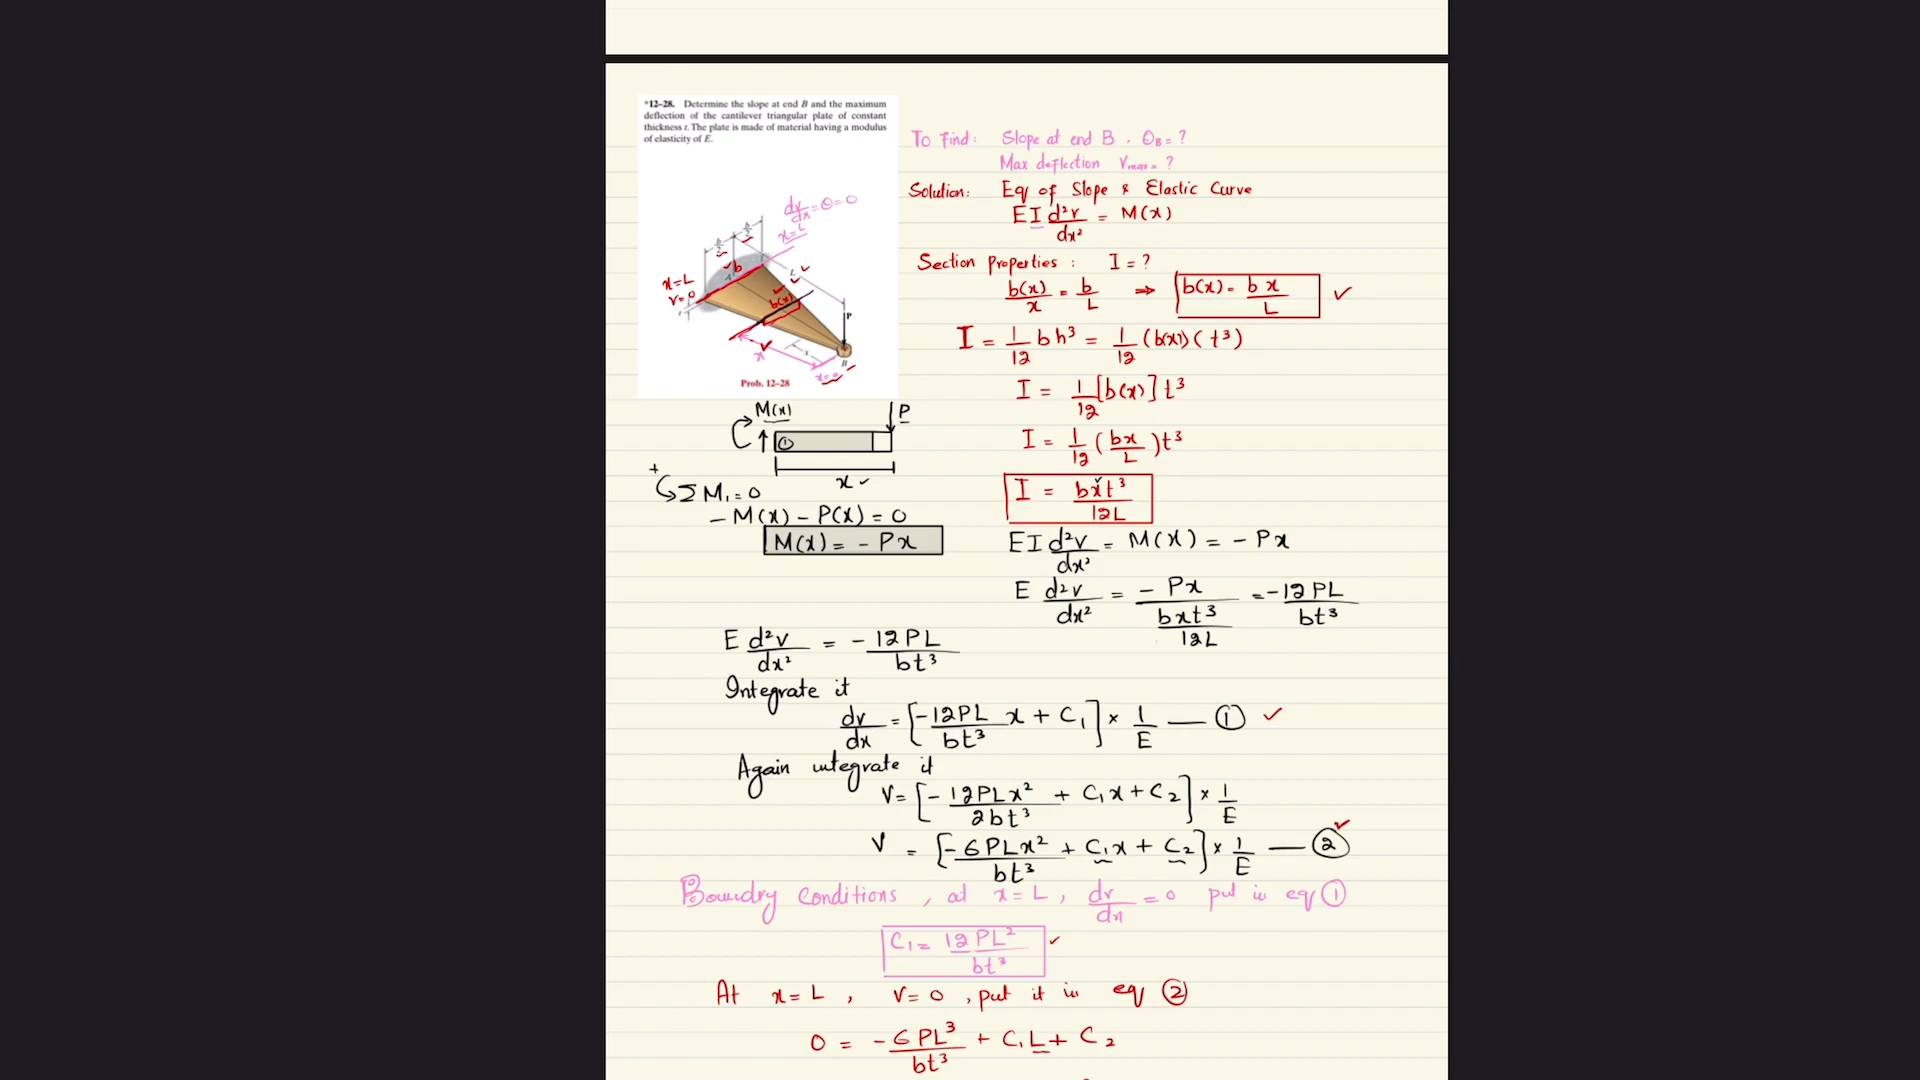 *12–28. Determine the slope at end B and the maximum
deflection of the cantilever triangular plate of constant
thickness t. The plate is made of material having a modulus
of elasticity of E.
To Find: Slope at end B, θB = ?
Max deflection Vmax = ?
Solution: Eq of Slope & Elastic Curve
EI d²v/dx² = M(x)
Section Properties : I = ?
b(x)/x = b/L ⇒ b(x) = bx/L ✓
I = 1/12 bh³ = 1/12 (b(x))(t³)
I = 1/12 [b(x)] t³
I = 1/12 (bx/L) t³
I = bxt³/12L
dv/dx = θ = 0
x = L
b/2 b/2
x = L
V = 0
b
A
L
b(x)
P
t
x
x
B
x = 0
Prob. 12–28
M(x) P
①
x ✓
+
↺ΣM₁ = 0
– M(x) – P(x) = 0
M(x) = – Px
EI d²v/dx² = M(x) = – Px
E d²v/dx² = – Px/(bxt³/12L) = –12PL/bt³
E d²v/dx² = – 12PL/bt³
Integrate it
dv/dx = [–12PL/bt³ x + C₁] × 1/E — ① ✓
Again integrate it
V = [– 12PLx²/2bt³ + C₁x + C₂] × 1/E
V = [– 6PLx²/bt³ + C₁x + C₂] × 1/E — ② ✓
Boundry Conditions , at x = L , dv/dx = 0 put in eq ①
C₁ = 12PL²/bt³ ✓
At x = L , V = 0 , put it in eq ②
0 = – 6PL³/bt³ + C₁L + C₂